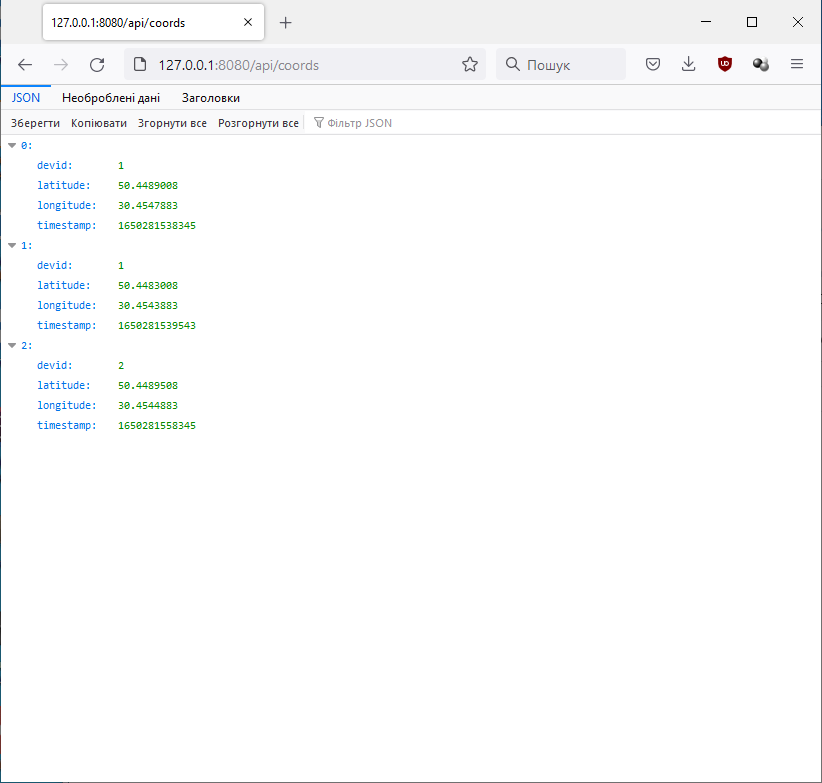 127.0.0.1:8080/api/coords
127.0.0.1:8080/api/coords Пошук
JSON Необроблені дані Заголовки
Зберегти Копіювати Згорнути все Розгорнути все Фільтр JSON
0:
devid: 1
latitude: 50.4489008
longitude: 30.4547883
timestamp: 1650281538345
1:
devid: 1
latitude: 50.4483008
longitude: 30.4543883
timestamp: 1650281539543
2:
devid: 2
latitude: 50.4489508
longitude: 30.4544883
timestamp: 1650281558345